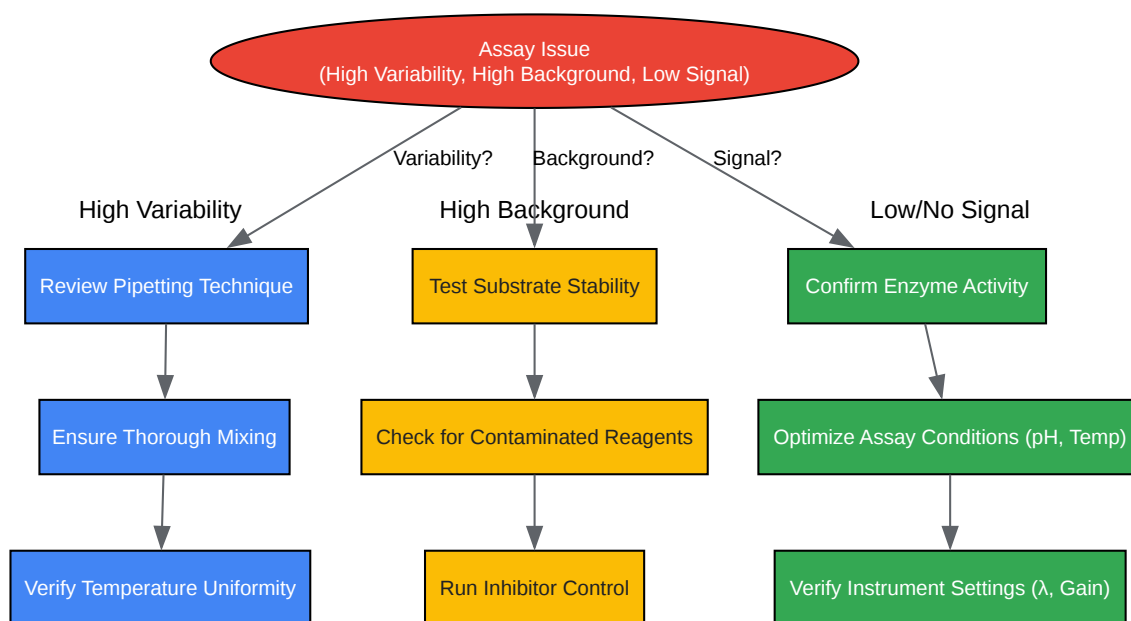 Assay Issue
(High Variability, High Background, Low Signal)
Variability?
Background?
Signal?
High Variability
High Background
Low/No Signal
Review Pipetting Technique
Test Substrate Stability
Confirm Enzyme Activity
Ensure Thorough Mixing
Check for Contaminated Reagents
Optimize Assay Conditions (pH, Temp)
Verify Temperature Uniformity
Run Inhibitor Control
Verify Instrument Settings (λ, Gain)